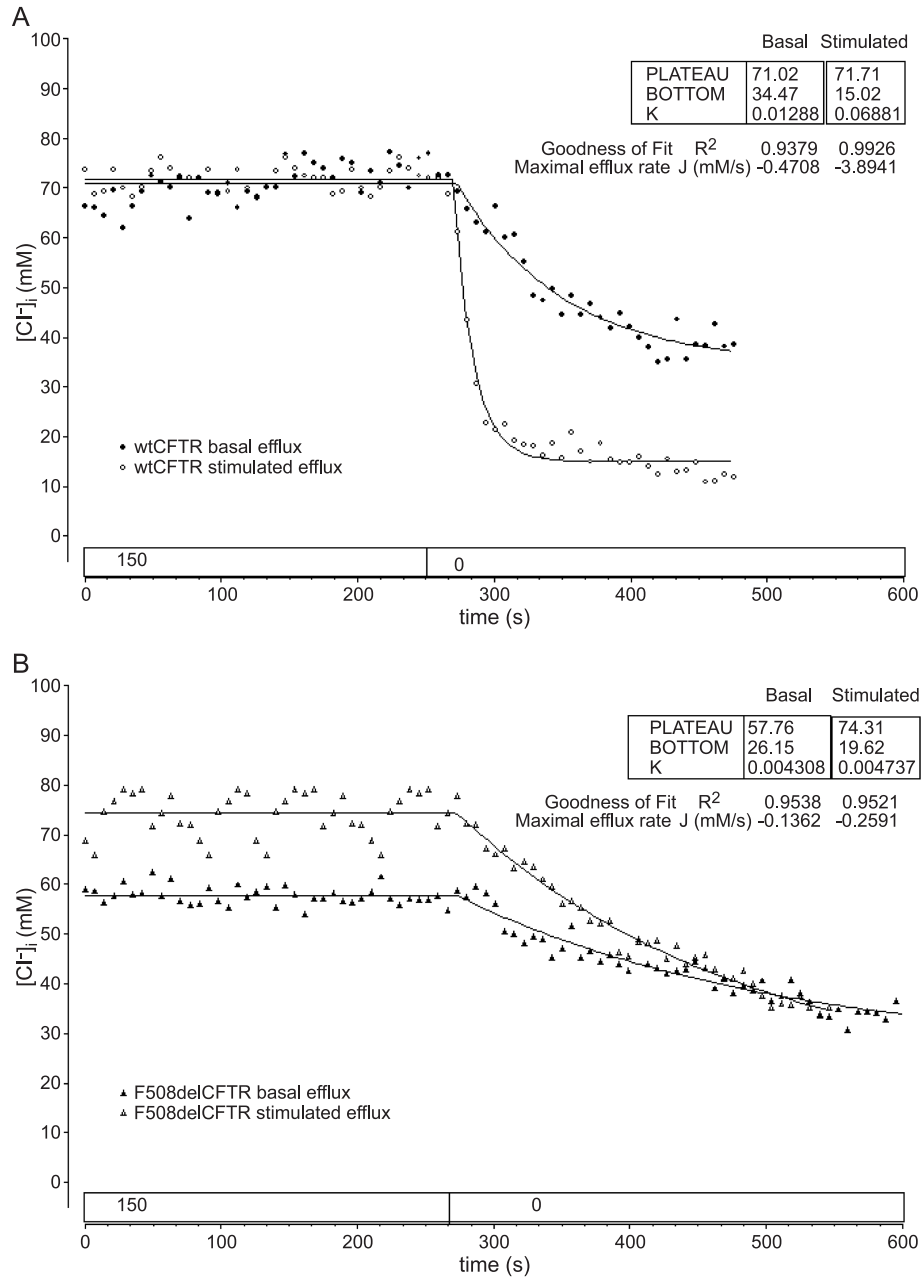 A
Basal Stimulated
PLATEAU 71.02 71.71
BOTTOM 34.47 15.02
K 0.01288 0.06881
Goodness of Fit R² 0.9379 0.9926
Maximal efflux rate J (mM/s) -0.4708 -3.8941
100
90
80
70
60
50
40
30
20
10
0
[Cl-]i (mM)
wtCFTR basal efflux
wtCFTR stimulated efflux
150 0
0 100 200 300 400 500 600
time (s)
B
Basal Stimulated
PLATEAU 57.76 74.31
BOTTOM 26.15 19.62
K 0.004308 0.004737
Goodness of Fit R² 0.9538 0.9521
Maximal efflux rate J (mM/s) -0.1362 -0.2591
100
90
80
70
60
50
40
30
20
10
0
[Cl-]i (mM)
F508delCFTR basal efflux
F508delCFTR stimulated efflux
150 0
0 100 200 300 400 500 600
time (s)